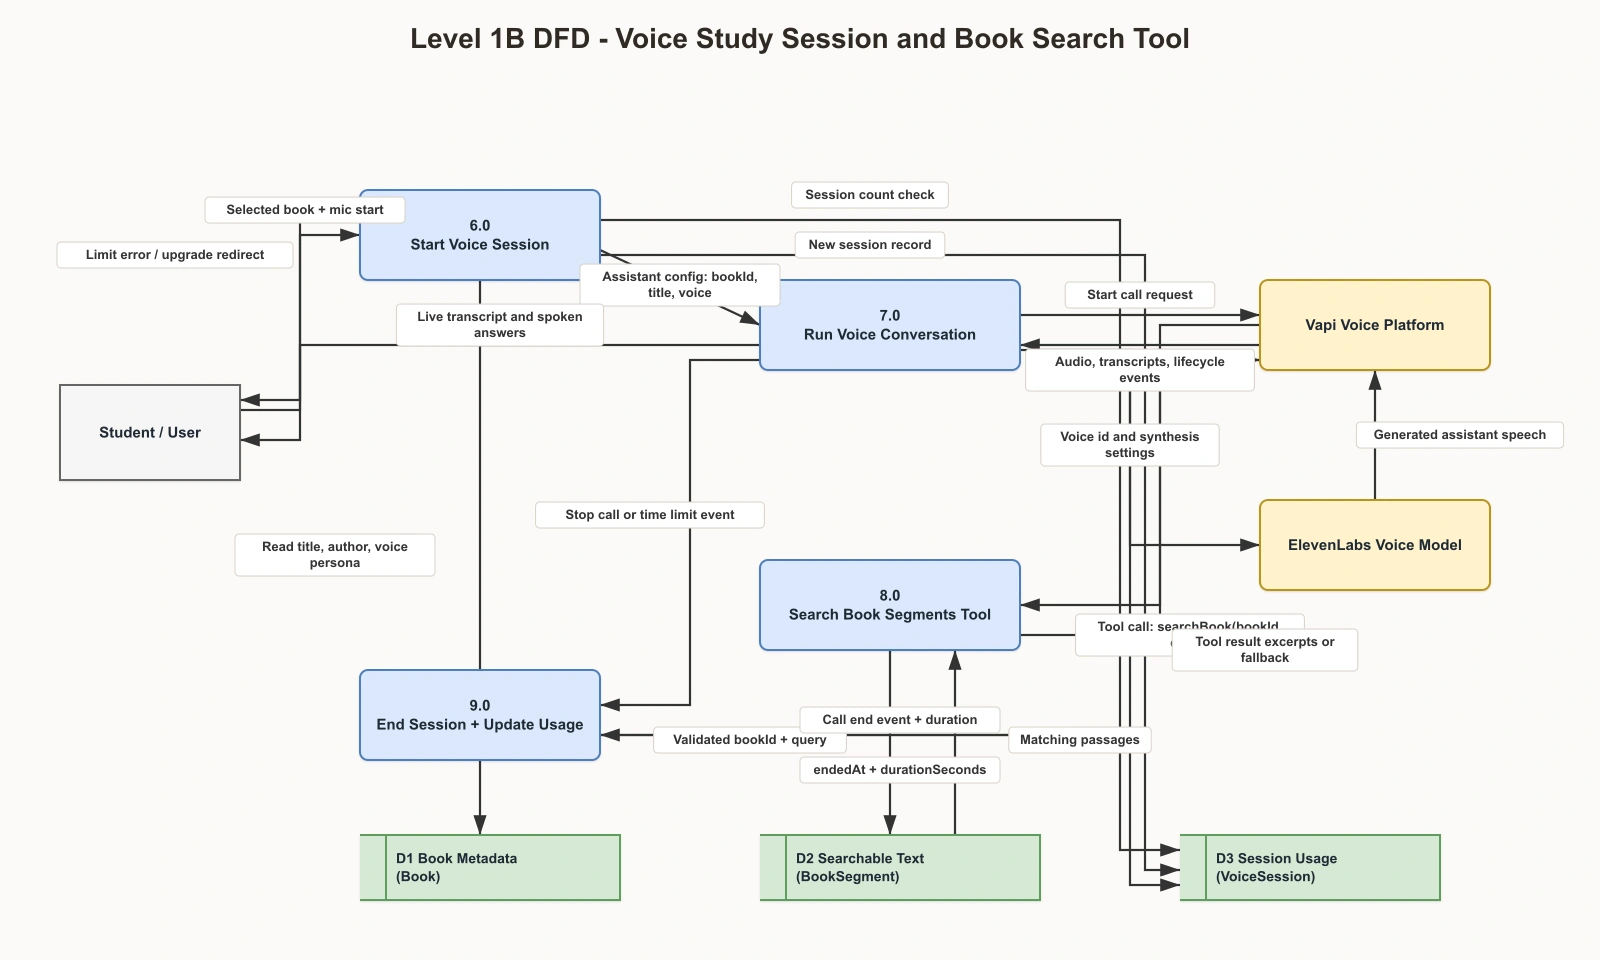 Level 1B DFD - Voice Study Session and Book Search Tool
Session count check
Selected book + mic start
6.0
Start Voice Session
New session record
Limit error / upgrade redirect
Assistant config: bookId,
title, voice
Start call request
Live transcript and spoken
answers
7.0
Run Voice Conversation
Vapi Voice Platform
Audio, transcripts, lifecycle
events
Student / User
Voice id and synthesis
settings
Generated assistant speech
Stop call or time limit event
Read title, author, voice
persona
ElevenLabs Voice Model
8.0
Search Book Segments Tool
Tool call: searchBook(bookId,
Tool result excerpts or
fallback
9.0
End Session + Update Usage
Call end event + duration
Validated bookId + query
Matching passages
endedAt + durationSeconds
D1 Book Metadata
(Book)
D2 Searchable Text
(BookSegment)
D3 Session Usage
(VoiceSession)